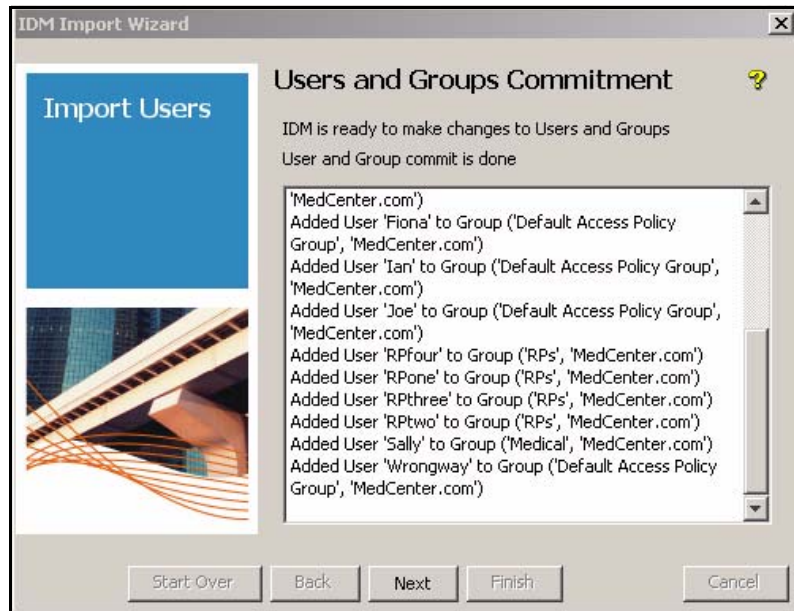 IDM Import Wizard
Import Users
Users and Groups Commitment
IDM is ready to make changes to Users and Groups
User and Group commit is done
'MedCenter.com')
Added User 'Fiona' to Group ('Default Access Policy
Group', 'MedCenter.com')
Added User 'Ian' to Group ('Default Access Policy Group',
'MedCenter.com')
Added User 'Joe' to Group ('Default Access Policy Group',
'MedCenter.com')
Added User 'RPfour' to Group ('RPs', 'MedCenter.com')
Added User 'RPone' to Group ('RPs', 'MedCenter.com')
Added User 'RPthree' to Group ('RPs', 'MedCenter.com')
Added User 'RPtwo' to Group ('RPs', 'MedCenter.com')
Added User 'Sally' to Group ('Medical', 'MedCenter.com')
Added User 'Wrongway' to Group ('Default Access Policy
Group', 'MedCenter.com')
Start Over
Back
Next
Finish
Cancel